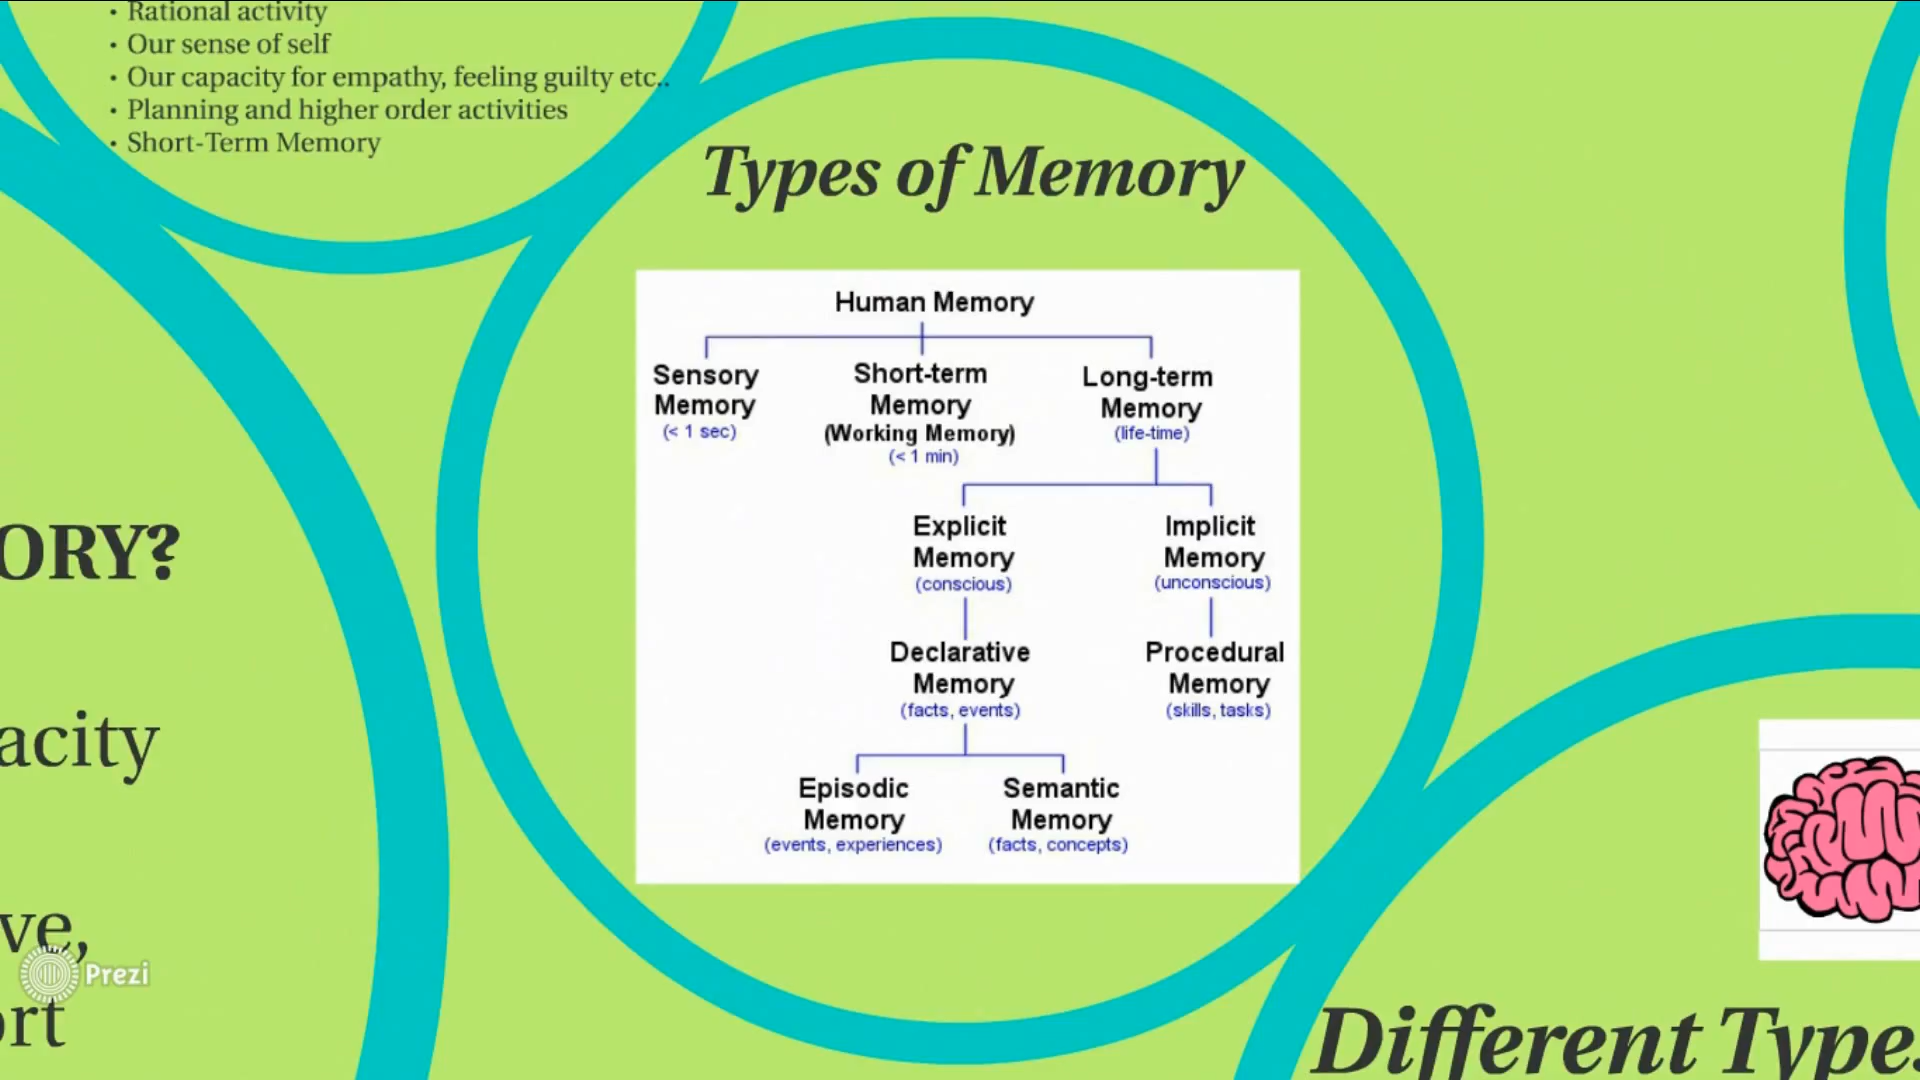 • Rational activity
• Our sense of self
• Our capacity for empathy, feeling guilty etc..
• Planning and higher order activities
• Short-Term Memory
Types of Memory
Human Memory
Sensory
Memory
(< 1 sec)
Short-term
Memory
(Working Memory)
(< 1 min)
Long-term
Memory
(life-time)
Explicit
Memory
(conscious)
Implicit
Memory
(unconscious)
Declarative
Memory
(facts, events)
Procedural
Memory
(skills, tasks)
Episodic
Memory
(events, experiences)
Semantic
Memory
(facts, concepts)
ORY?
acity
ve,
ort
Prezi
Different Types